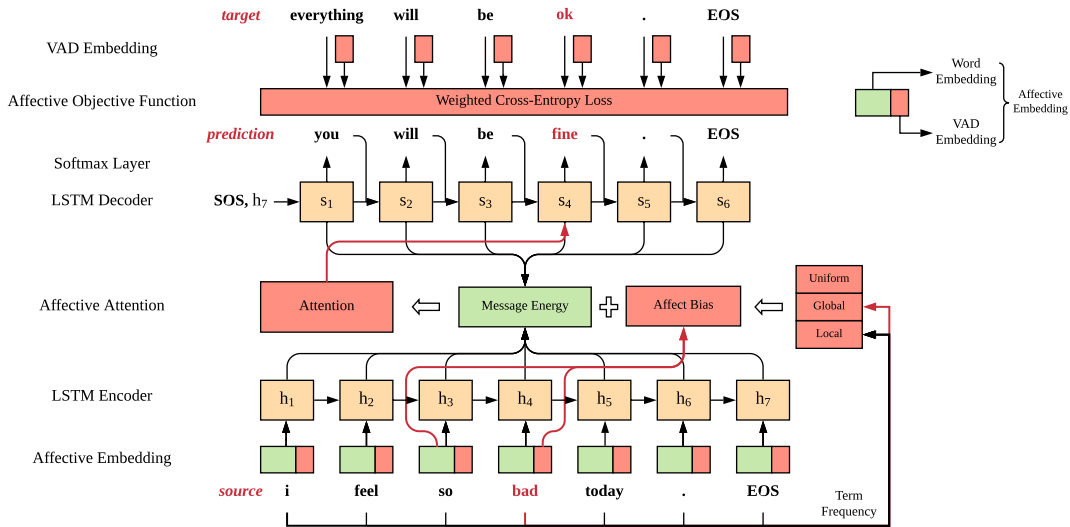 target everything will be ok . EOS
VAD Embedding
Word
Embedding
Affective
Embedding
VAD
Embedding
Affective Objective Function
Weighted Cross-Entropy Loss
prediction you will be fine . EOS
Softmax Layer
LSTM Decoder
SOS, h7
s1 s2 s3 s4 s5 s6
Affective Attention
Attention
Message Energy
Affect Bias
Uniform
Global
Local
LSTM Encoder
h1 h2 h3 h4 h5 h6 h7
Affective Embedding
source i feel so bad today . EOS
Term
Frequency